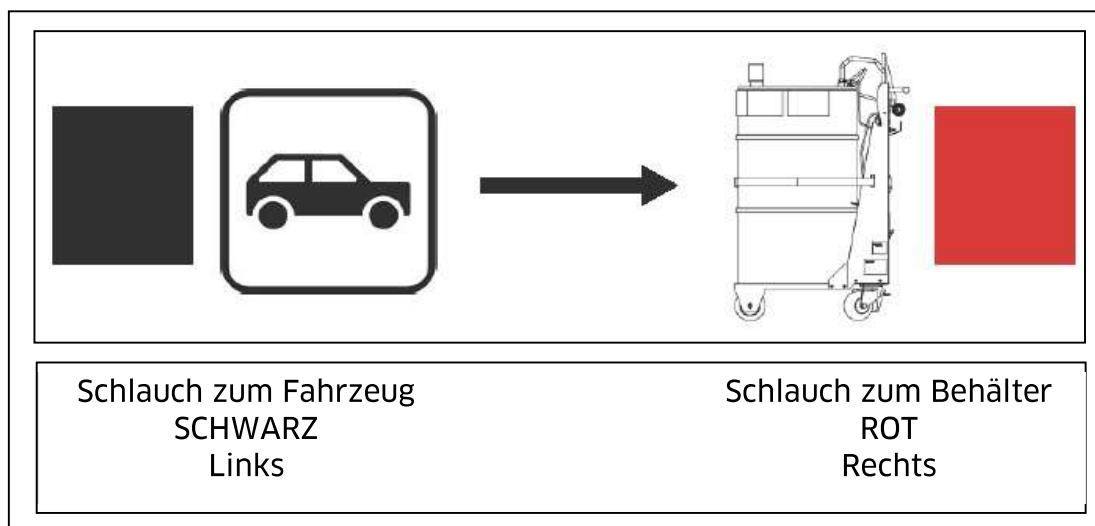 Schlauch zum Fahrzeug
SCHWARZ
Links
Schlauch zum Behälter
ROT
Rechts